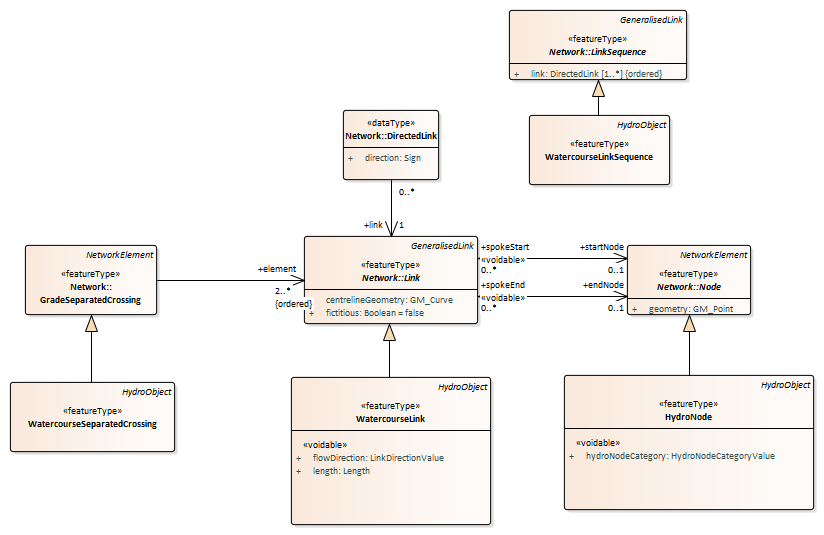 GeneralisedLink
«featureType»
Network::LinkSequence
+ link: DirectedLink [1..*] {ordered}
HydroObject
«featureType»
WatercourseLinkSequence
«dataType»
Network::DirectedLink
+ direction: Sign
0..*
+link
1
GeneralisedLink
«featureType»
Network::Link
+ centrelineGeometry: GM_Curve
+ fictitious: Boolean = false
NetworkElement
«featureType»
Network::
GradeSeparatedCrossing
+element
2..*
{ordered}
+spokeStart
«voidable»
0..*
+startNode
0..1
+spokeEnd
«voidable»
0..*
+endNode
0..1
NetworkElement
«featureType»
Network::Node
+ geometry: GM_Point
HydroObject
«featureType»
WatercourseSeparatedCrossing
HydroObject
«featureType»
WatercourseLink
«voidable»
+ flowDirection: LinkDirectionValue
+ length: Length
HydroObject
«featureType»
HydroNode
«voidable»
+ hydroNodeCategory: HydroNodeCategoryValue